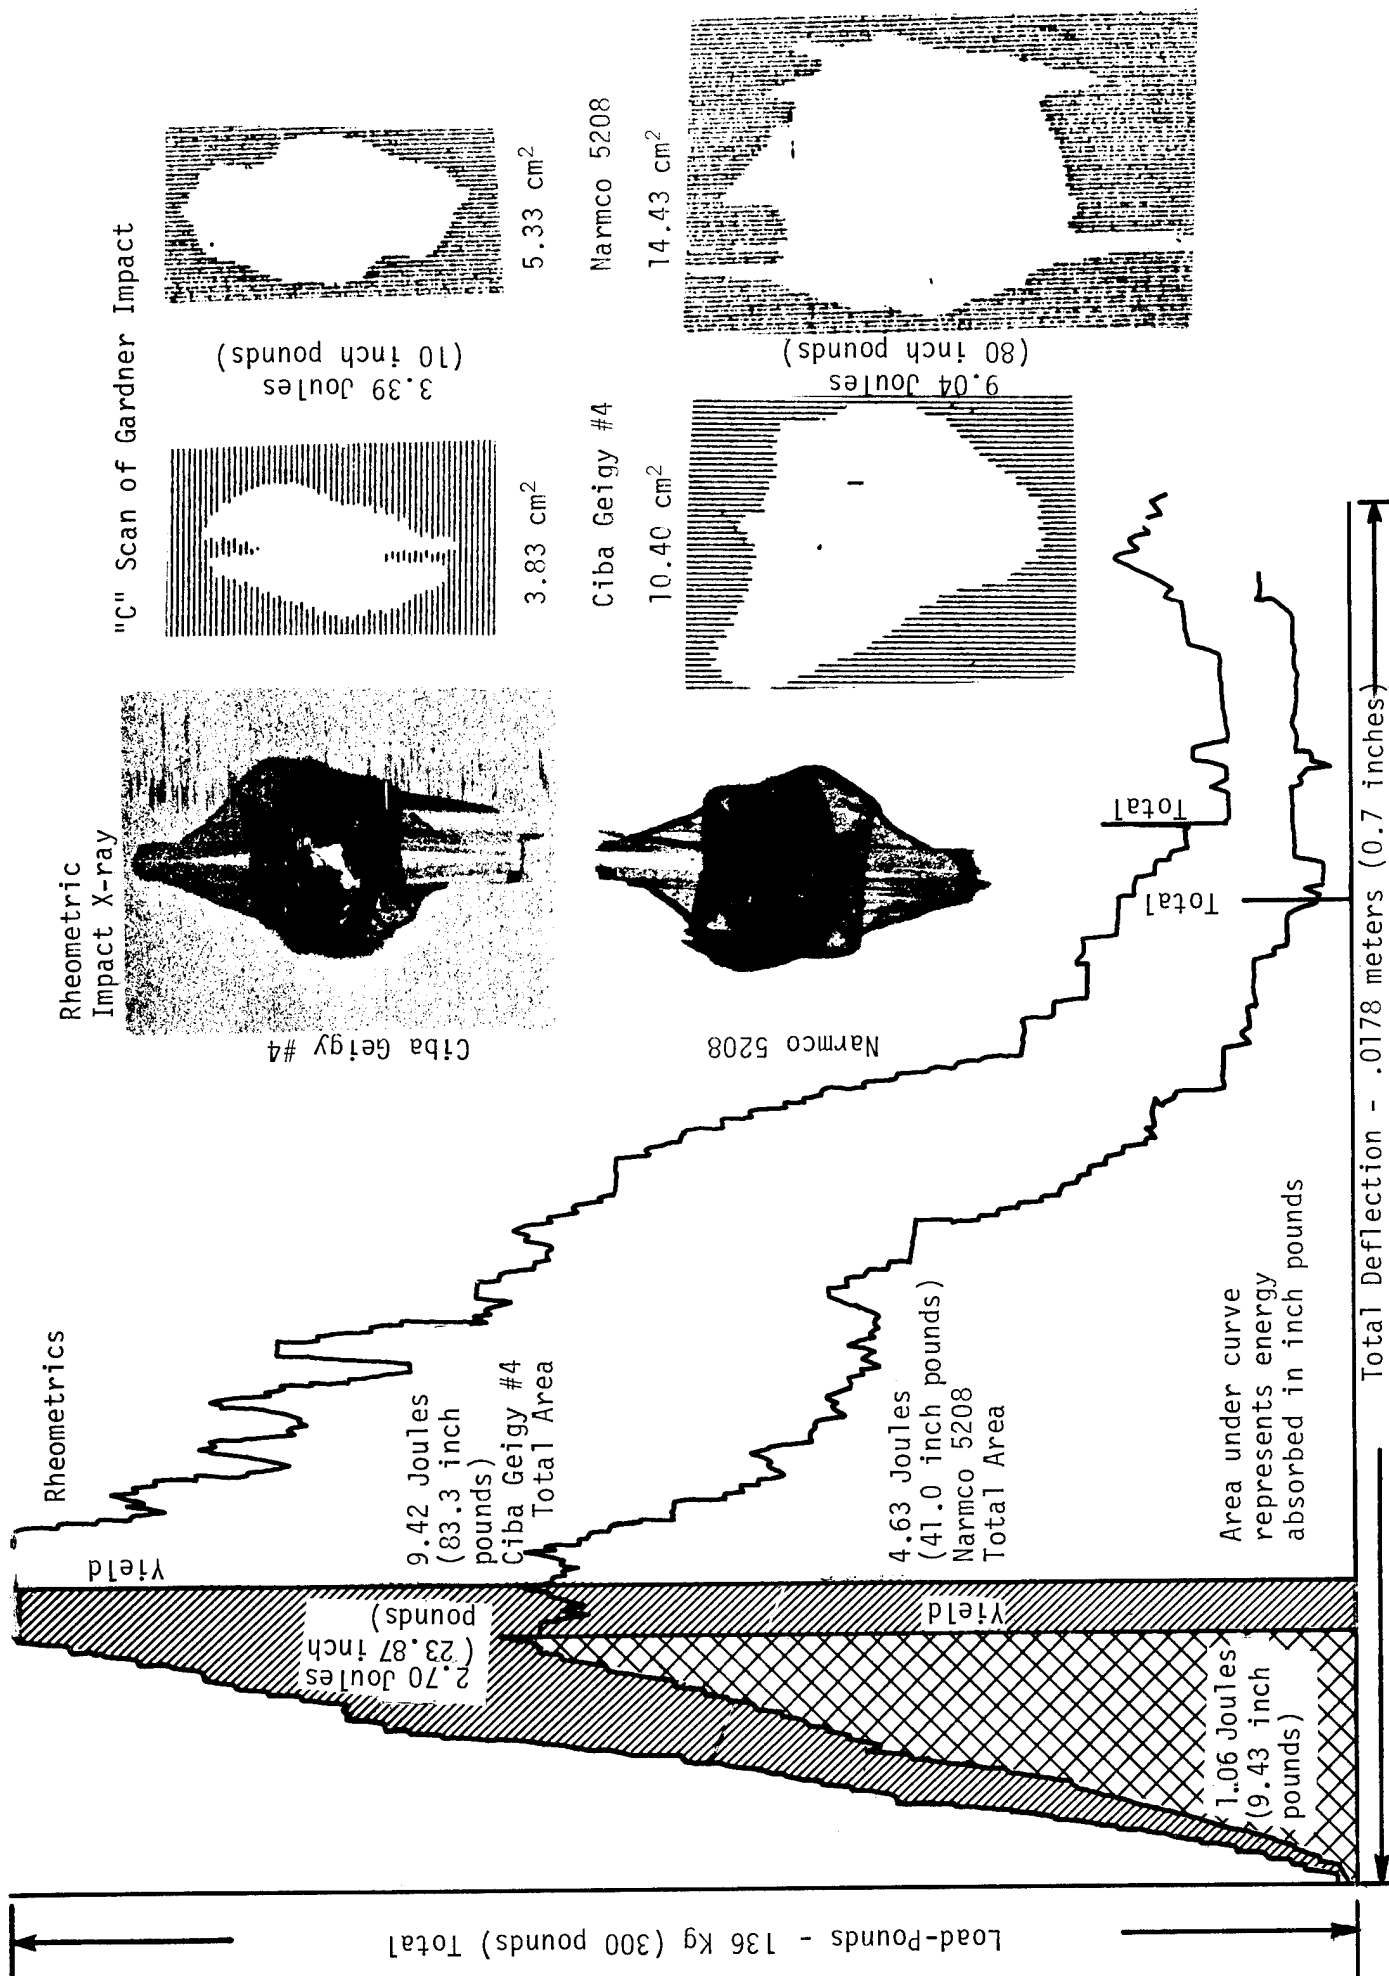 "C" Scan of Gardner Impact
3.39 Joules
(10 inch pounds)
3.83 cm²
5.33 cm²
Ciba Geigy #4
Narmco 5208
10.40 cm²
14.43 cm²
9.04 Joules
(80 inch pounds)
Rheometric
Impact X-ray
Ciba Geigy #4
Narmco 5208
Rheometrics
Yield
9.42 Joules
(83.3 inch
pounds)
Ciba Geigy #4
Total Area
2.70 Joules
(23.87 inch
pounds)
4.63 Joules
(41.0 inch pounds)
Narmco 5208
Total Area
Yield
1.06 Joules
(9.43 inch
pounds)
Area under curve
represents energy
absorbed in inch pounds
Total
Total
Load-Pounds - 136 Kg (300 pounds) Total
Total Deflection - .0178 meters (0.7 inches)